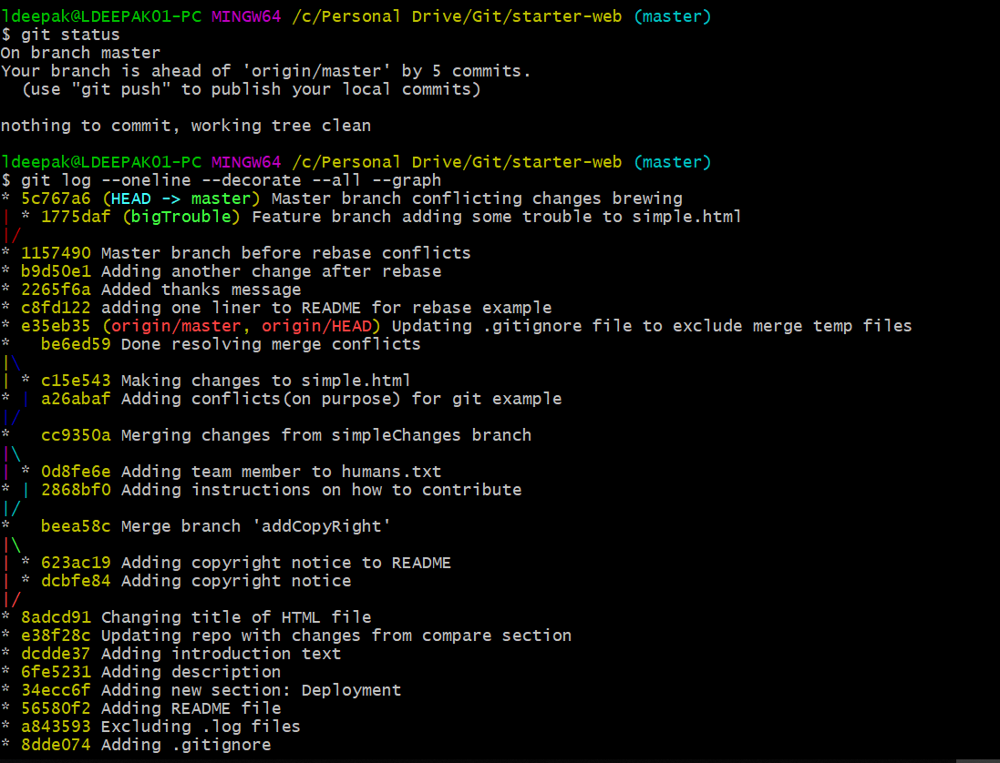 ldeepak@LDEEPAK01-PC MINGW64 /c/Personal Drive/Git/starter-web (master)
$ git status
On branch master
Your branch is ahead of 'origin/master' by 5 commits.
  (use "git push" to publish your local commits)

nothing to commit, working tree clean

ldeepak@LDEEPAK01-PC MINGW64 /c/Personal Drive/Git/starter-web (master)
$ git log --oneline --decorate --all --graph
* 5c767a6 (HEAD -> master) Master branch conflicting changes brewing
| * 1775daf (bigTrouble) Feature branch adding some trouble to simple.html
|/
* 1157490 Master branch before rebase conflicts
* b9d50e1 Adding another change after rebase
* 2265f6a Added thanks message
* c8fd122 adding one liner to README for rebase example
* e35eb35 (origin/master, origin/HEAD) Updating .gitignore file to exclude merge temp files
*   be6ed59 Done resolving merge conflicts
|\
| * c15e543 Making changes to simple.html
* | a26abaf Adding conflicts(on purpose) for git example
|/
*   cc9350a Merging changes from simpleChanges branch
|\
| * 0d8fe6e Adding team member to humans.txt
* | 2868bf0 Adding instructions on how to contribute
|/
*   beea58c Merge branch 'addCopyRight'
|\
| * 623ac19 Adding copyright notice to README
| * dcbfe84 Adding copyright notice
|/
* 8adcd91 Changing title of HTML file
* e38f28c Updating repo with changes from compare section
* dcdde37 Adding introduction text
* 6fe5231 Adding description
* 34ecc6f Adding new section: Deployment
* 56580f2 Adding README file
* a843593 Excluding .log files
* 8dde074 Adding .gitignore